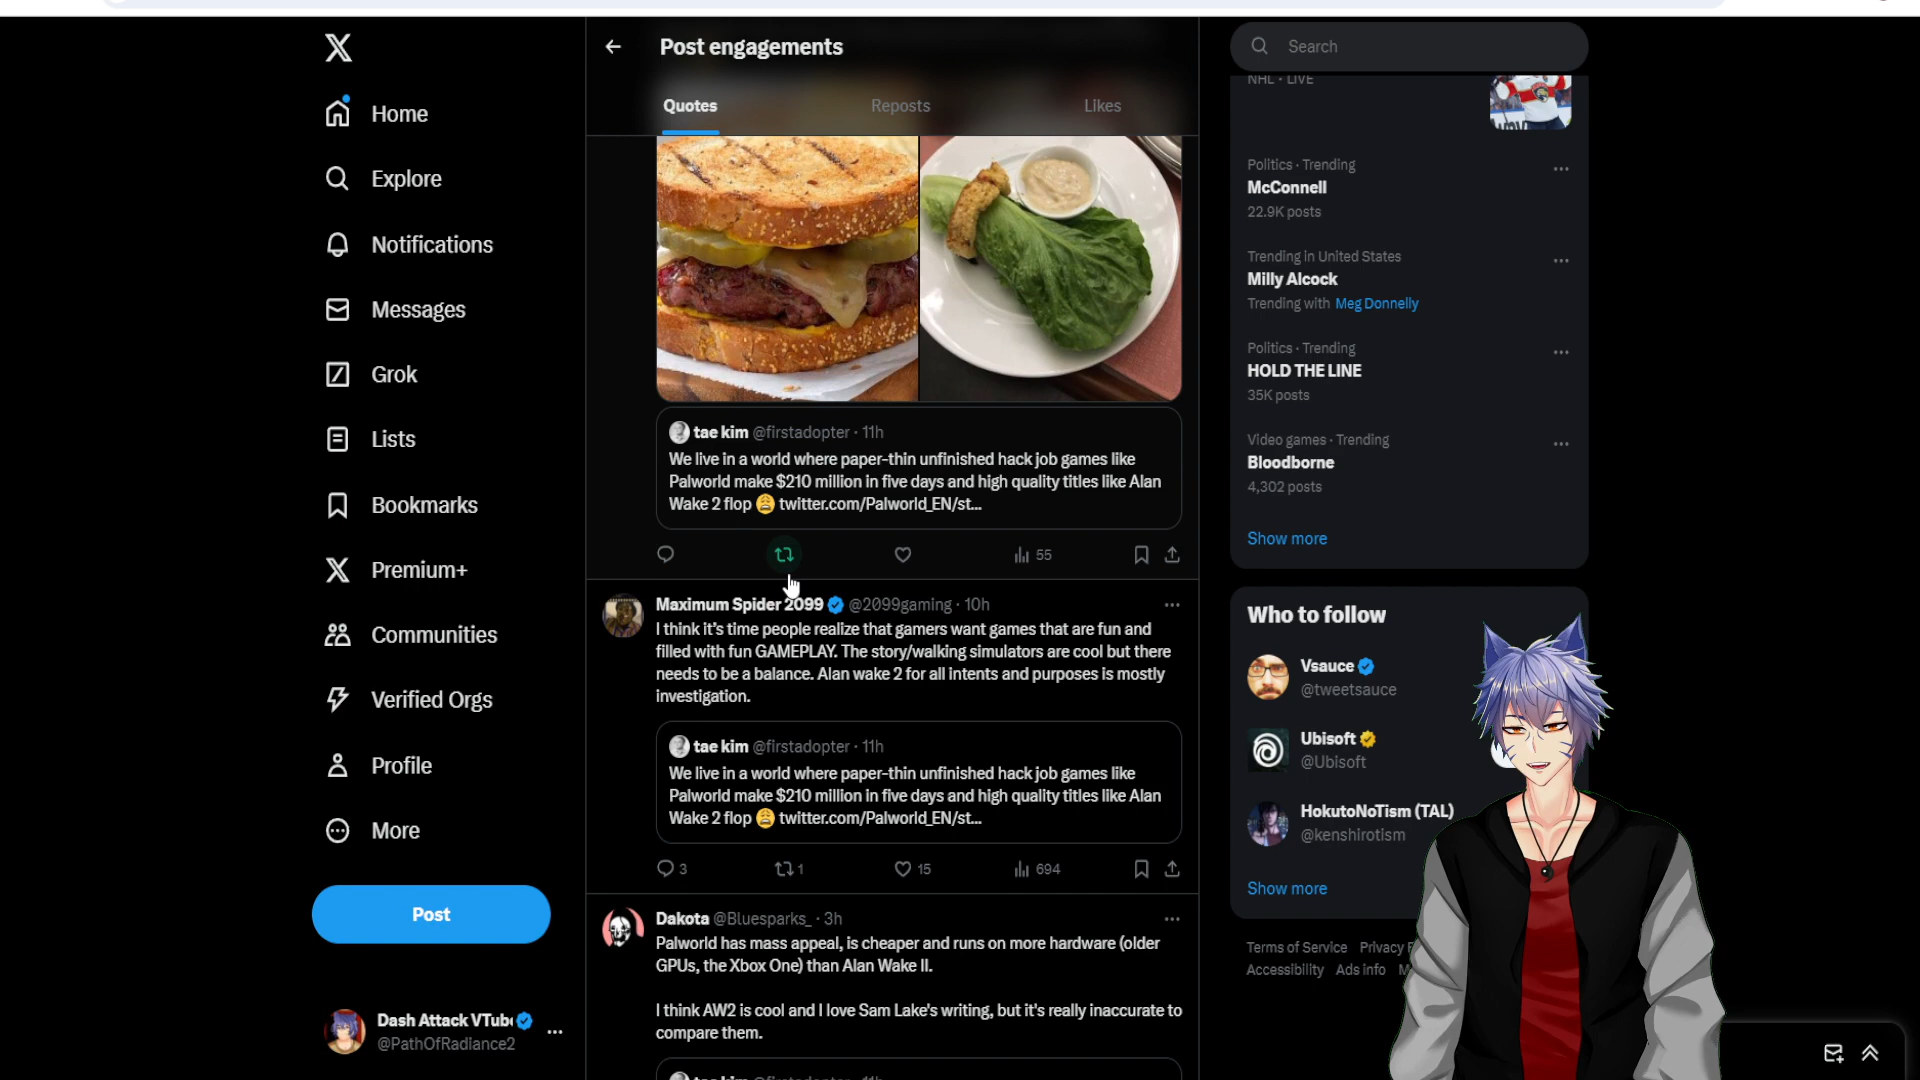 Home
Explore
Notifications
Messages
Grok
Lists
Bookmarks
Premium+
Communities
Verified Orgs
Profile
More
Post
Dash Attack VTub
@PathOfRadiance2
Post engagements
Quotes
Reposts
Likes
tae kim @firstadopter · 11h
We live in a world where paper-thin unfinished hack job games like
Palworld make $210 million in five days and high quality titles like Alan
Wake 2 flop 😩 twitter.com/Palworld_EN/st...
55
Maximum Spider 2099 @2099gaming · 10h
I think it's time people realize that gamers want games that are fun and
filled with fun GAMEPLAY. The story/walking simulators are cool but there
needs to be a balance. Alan wake 2 for all intents and purposes is mostly
investigation.
tae kim @firstadopter · 11h
We live in a world where paper-thin unfinished hack job games like
Palworld make $210 million in five days and high quality titles like Alan
Wake 2 flop 😩 twitter.com/Palworld_EN/st...
3 1 15 694
Dakota @Bluesparks_ · 3h
Palworld has mass appeal, is cheaper and runs on more hardware (older
GPUs, the Xbox One) than Alan Wake II.
I think AW2 is cool and I love Sam Lake's writing, but it's really inaccurate to
compare them.
Search
NHL · LIVE
Politics · Trending
McConnell
22.9K posts
Trending in United States
Milly Alcock
Trending with Meg Donnelly
Politics · Trending
HOLD THE LINE
35K posts
Video games · Trending
Bloodborne
4,302 posts
Show more
Who to follow
Vsauce
@tweetsauce
Ubisoft
@Ubisoft
HokutoNoTism (TAL)
@kenshirotism
Show more
Terms of Service Privacy
Accessibility Ads info